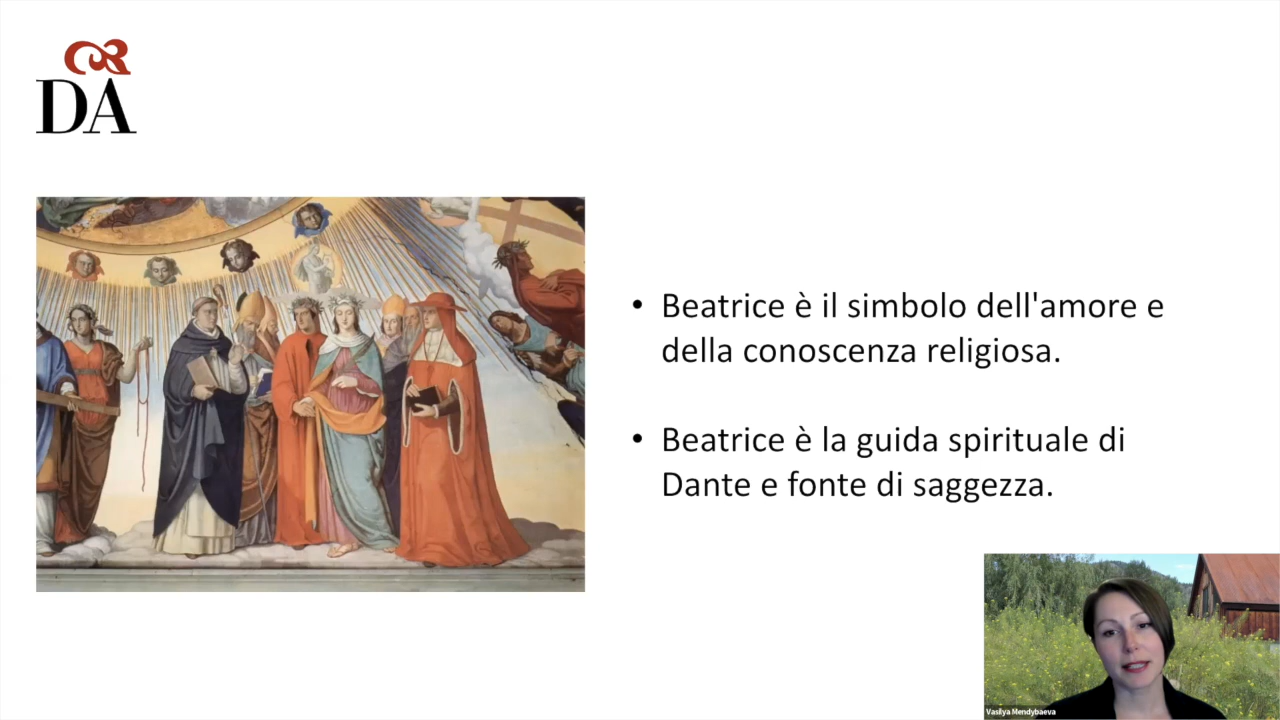 DA
• Beatrice è il simbolo dell'amore e
della conoscenza religiosa.
• Beatrice è la guida spirituale di
Dante e fonte di saggezza.
Vasilya Mendybaeva